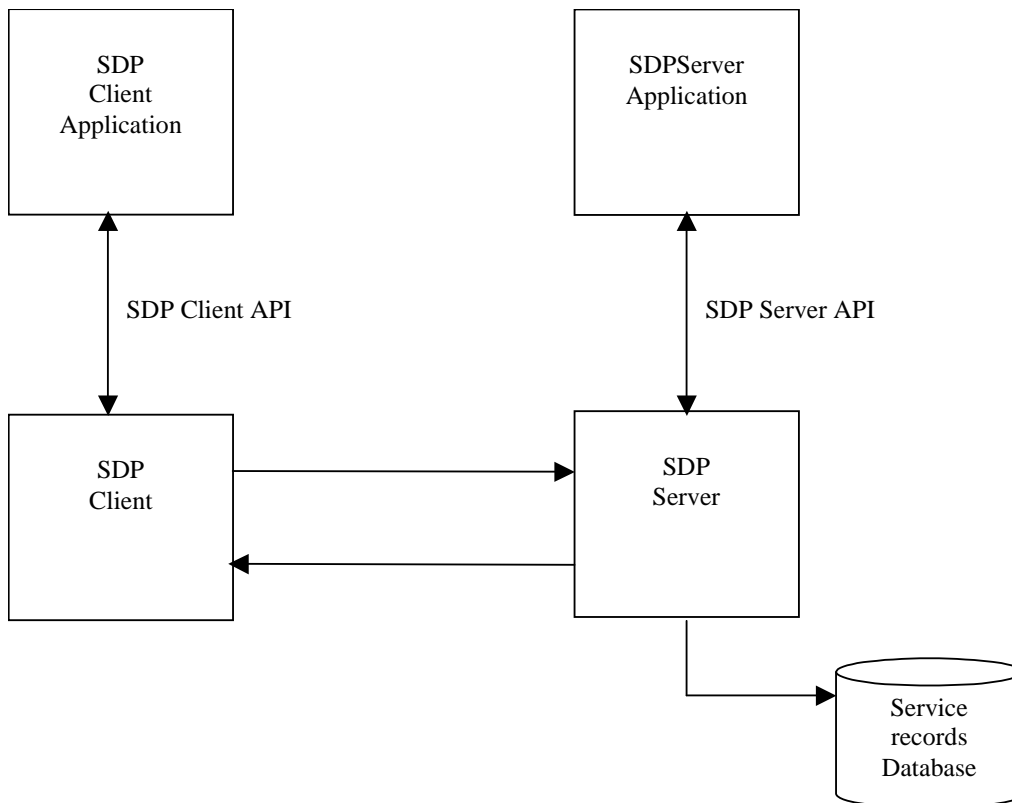 SDP
Client
Application
SDPServer
Application
SDP Client API
SDP Server API
SDP
Client
SDP
Server
Service
records
Database